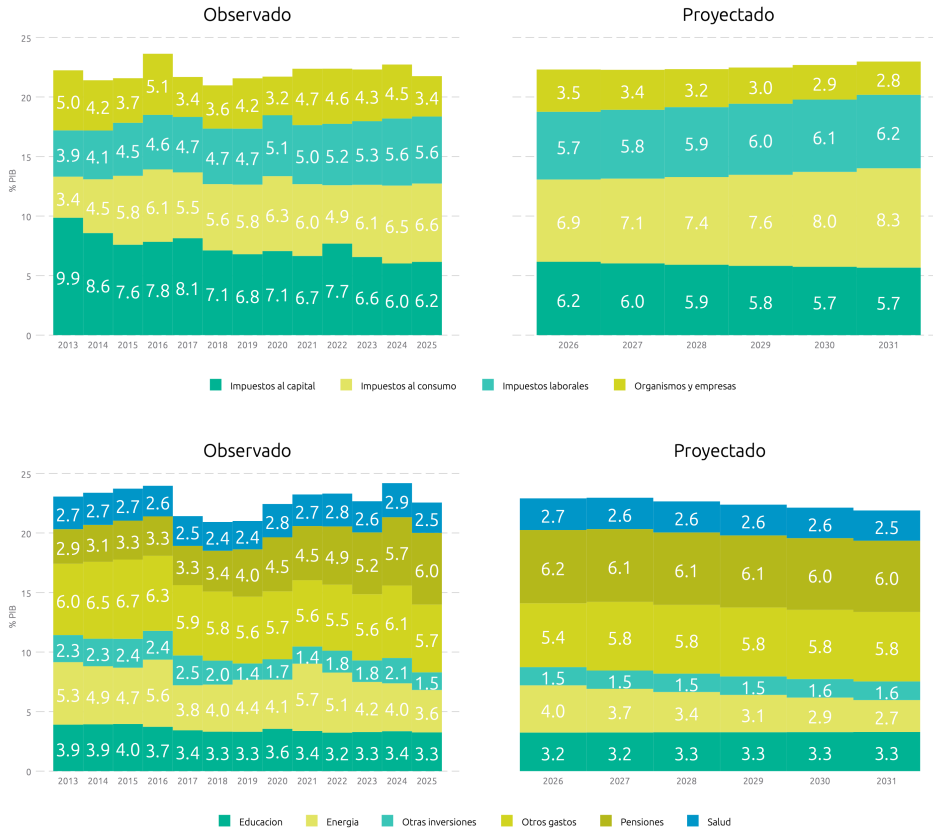 Observado Proyectado
25
20
15
10
5
0
% PIB
5.0 4.2 3.7 5.1 3.4 3.6 4.2 3.2 4.7 4.6 4.3 4.5 3.4 3.5 3.4 3.2 3.0 2.9 2.8
3.9 4.1 4.5 4.6 4.7 4.7 4.7 5.1 5.0 5.2 5.3 5.6 5.6 5.7 5.8 5.9 6.0 6.1 6.2
3.4 4.5 5.8 6.1 5.5 5.6 5.8 6.3 6.0 4.9 6.1 6.5 6.6 6.9 7.1 7.4 7.6 8.0 8.3
9.9 8.6 7.6 7.8 8.1 7.1 6.8 7.1 6.7 7.7 6.6 6.0 6.2 6.2 6.0 5.9 5.8 5.7 5.7
2013 2014 2015 2016 2017 2018 2019 2020 2021 2022 2023 2024 2025 2026 2027 2028 2029 2030 2031
Impuestos al capital Impuestos al consumo Impuestos laborales Organismos y empresas
Observado Proyectado
25
20
15
10
5
0
% PIB
2.7 2.7 2.7 2.6 2.5 2.4 2.4 2.8 2.7 2.8 2.6 2.9 2.5 2.7 2.6 2.6 2.6 2.6 2.5
2.9 3.1 3.3 3.3 3.3 3.4 4.0 4.5 4.5 4.9 5.2 5.7 6.0 6.2 6.1 6.1 6.1 6.0 6.0
6.0 6.5 6.7 6.3 5.9 5.8 5.6 5.7 5.6 5.5 5.6 6.1 5.7 5.4 5.8 5.8 5.8 5.8 5.8
2.3 2.3 2.4 2.4 2.5 2.0 1.4 1.7 1.4 1.8 1.8 2.1 1.5 1.5 1.5 1.5 1.5 1.6 1.6
5.3 4.9 4.7 5.6 3.8 4.0 4.4 4.1 5.7 5.1 4.2 4.0 3.6 4.0 3.7 3.4 3.1 2.9 2.7
3.9 3.9 4.0 3.7 3.4 3.3 3.3 3.6 3.4 3.2 3.3 3.4 3.3 3.2 3.2 3.3 3.3 3.3 3.3
2013 2014 2015 2016 2017 2018 2019 2020 2021 2022 2023 2024 2025 2026 2027 2028 2029 2030 2031
Educacion Energia Otras inversiones Otros gastos Pensiones Salud